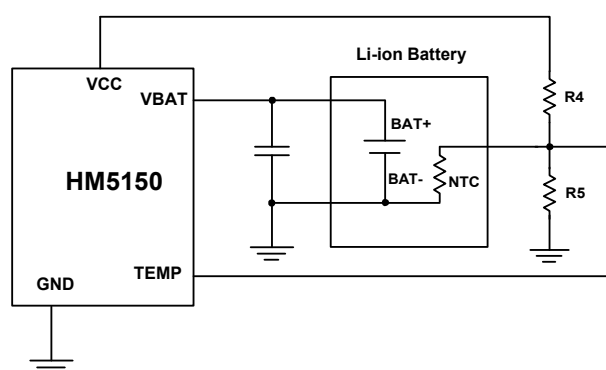 Li-ion Battery
VCC
R4
VBAT
BAT+
HM5150
BAT-
NTC
R5
TEMP
GND